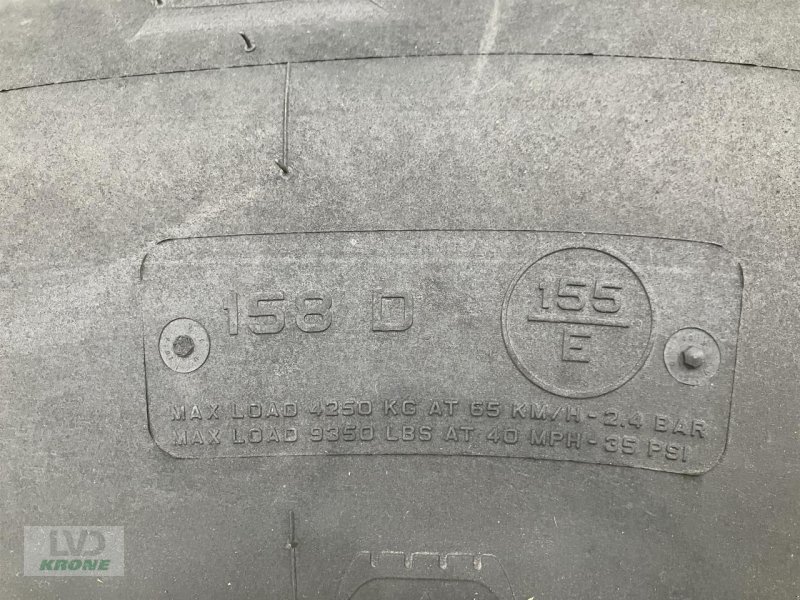 158 D
155
E
MAX LOAD 4250 KG AT 65 KM/H - 2.4 BAR
MAX LOAD 9350 LBS AT 40 MPH - 35 PSI
LVD
KRONE